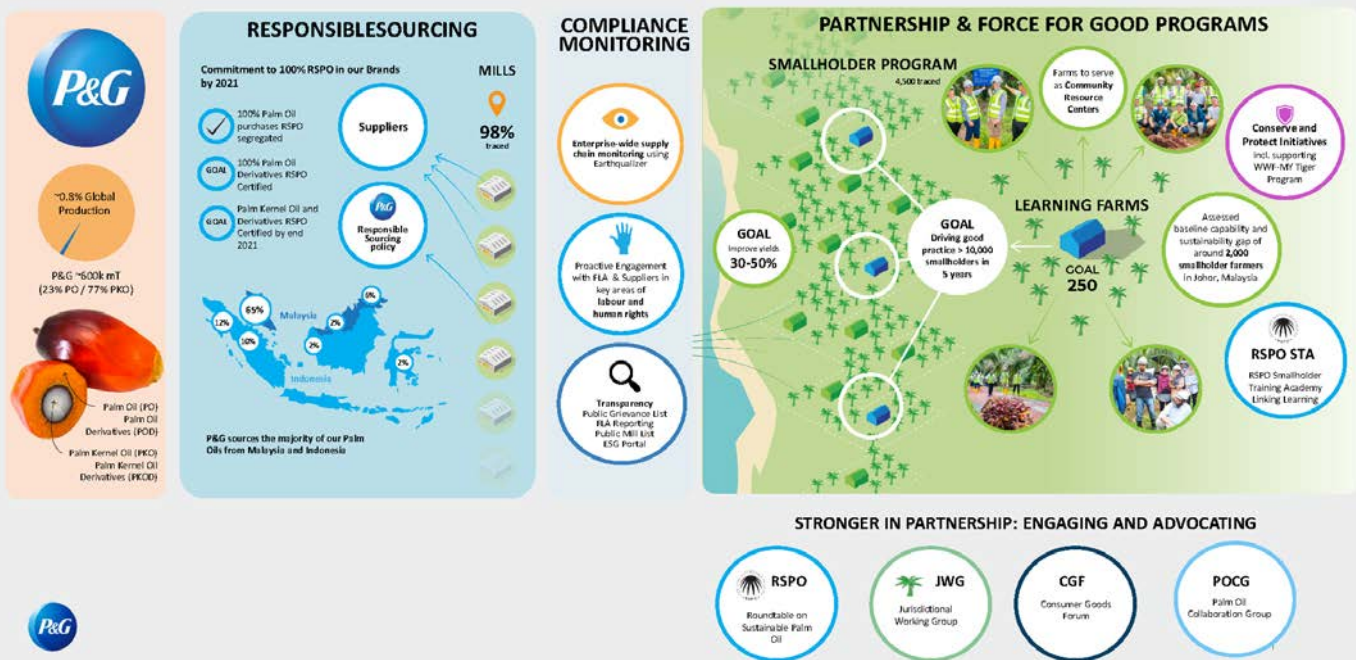 P&G
~0.8% Global
Production
P&G ~600k mT
(23% PO / 77% PKO)
Palm Oil (PO)
Palm Oil
Derivatives (POD)
Palm Kernel Oil (PKO)
Palm Kernel Oil
Derivatives (PKOD)
RESPONSIBLESOURCING
Commitment to 100% RSPO in our Brands
by 2021
100% Palm Oil
purchases RSPO
segregated
GOAL
100% Palm Oil
Derivatives RSPO
Certified
GOAL
Palm Kernel Oil and
Derivatives RSPO
Certified by end
2021
Suppliers
P&G
Responsible
Sourcing
policy
MILLS
98%
traced
65%
Malaysia
6%
12%
10%
2%
2%
2%
Indonesia
P&G sources the majority of our Palm
Oils from Malaysia and Indonesia
COMPLIANCE
MONITORING
Enterprise-wide supply
chain monitoring using
Earthqualizer
Proactive Engagement
with FLA & Suppliers in
key areas of
labour and
human rights
Transparency
Public Grievance List
FLA Reporting
Public Mill List
ESG Portal
PARTNERSHIP & FORCE FOR GOOD PROGRAMS
SMALLHOLDER PROGRAM
4,500 traced
Farms to serve
as Community
Resource
Centers
Conserve and
Protect Initiatives
incl. supporting
WWF-MY Tiger
Program
GOAL
Improve yields
30-50%
GOAL
Driving good
practice > 10,000
smallholders in
5 years
LEARNING FARMS
GOAL
250
Assessed
baseline capability and
sustainability gap of
around 2,000
smallholder farmers
in Johor, Malaysia
RSPO STA
RSPO Smallholder
Training Academy
Linking Learning
STRONGER IN PARTNERSHIP: ENGAGING AND ADVOCATING
RSPO
Roundtable on
Sustainable Palm
Oil
JWG
Jurisdictional
Working Group
CGF
Consumer Goods
Forum
POCG
Palm Oil
Collaboration Group
P&G